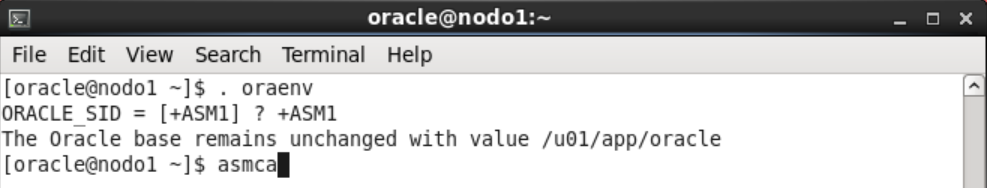 oracle@nodo1:~
File Edit View Search Terminal Help
[oracle@nodo1 ~]$ . oraenv
ORACLE_SID = [+ASM1] ? +ASM1
The Oracle base remains unchanged with value /u01/app/oracle
[oracle@nodo1 ~]$ asmca